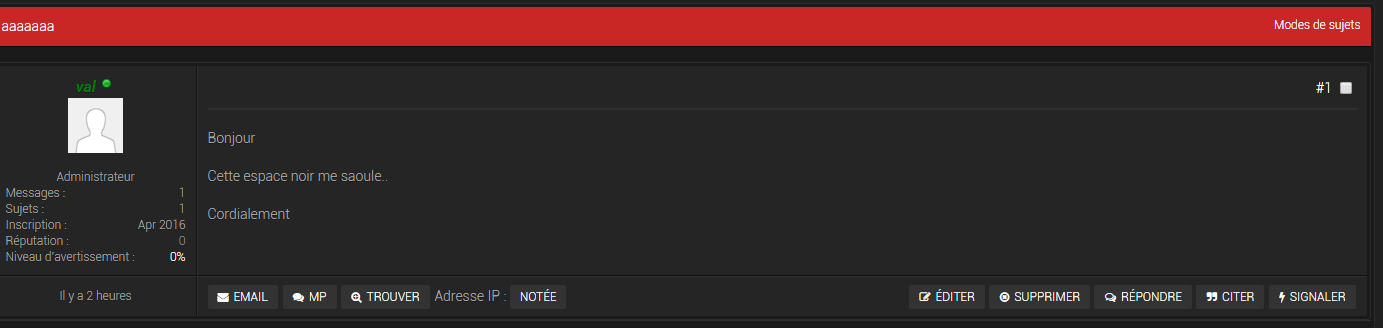 aaaaaaa
Modes de sujets
val
#1
Administrateur
Messages : 1
Sujets : 1
Inscription : Apr 2016
Réputation : 0
Niveau d'avertissement : 0%
Bonjour
Cette espace noir me saoule..
Cordialement
Il y a 2 heures
EMAIL MP TROUVER Adresse IP : NOTÉE
ÉDITER SUPPRIMER RÉPONDRE CITER SIGNALER